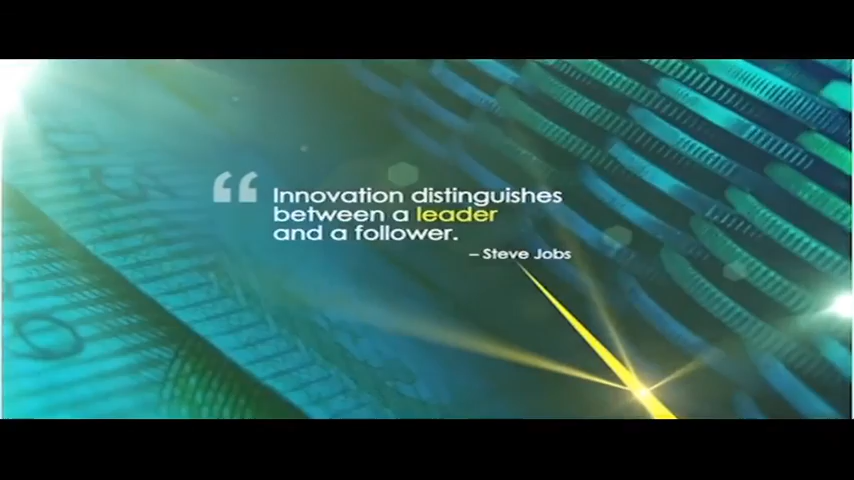 “ Innovation distinguishes
between a leader
and a follower.
– Steve Jobs